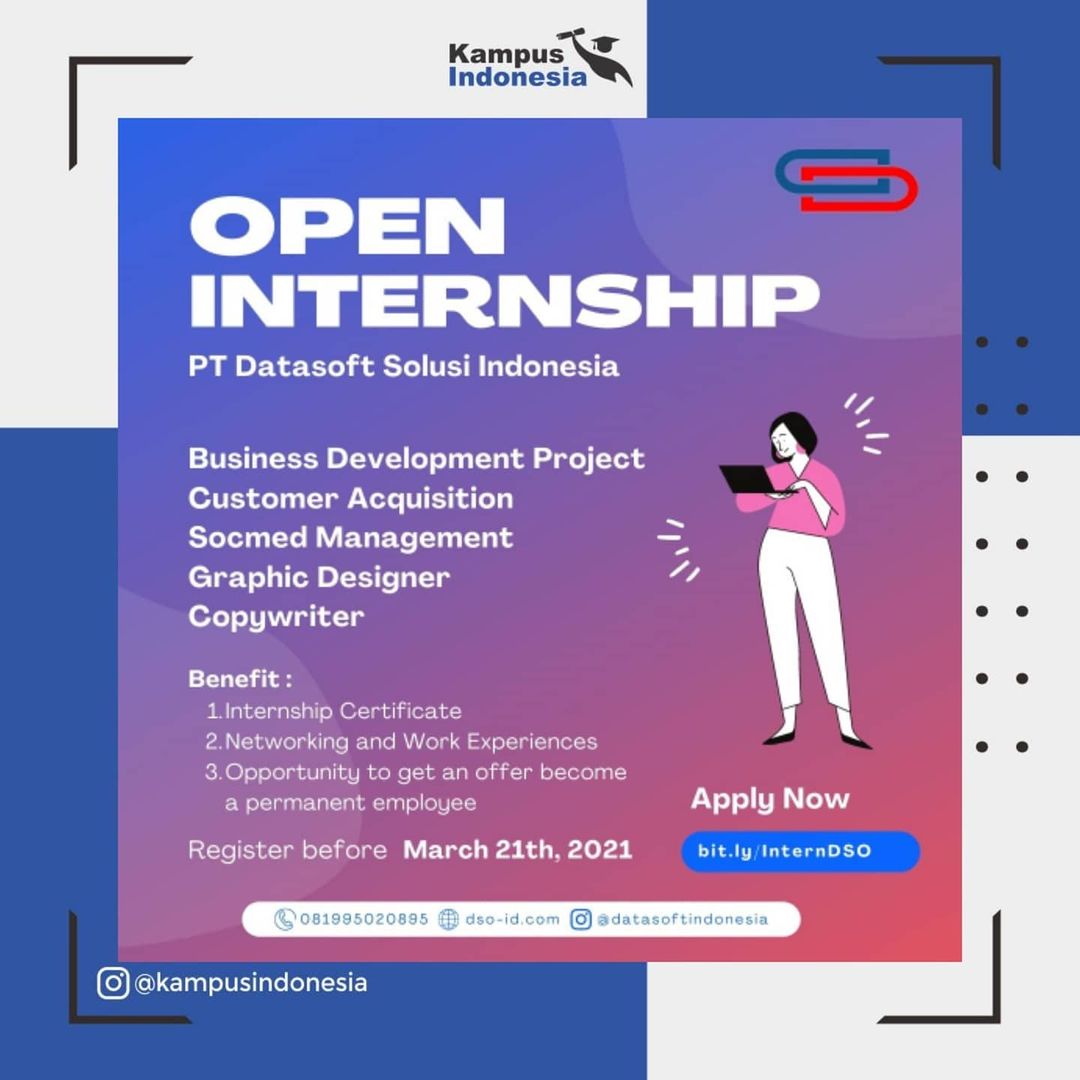 Kampus
Indonesia
OPEN
INTERNSHIP
PT Datasoft Solusi Indonesia
Business Development Project
Customer Acquisition
Socmed Management
Graphic Designer
Copywriter
Benefit :
1. Internship Certificate
2. Networking and Work Experiences
3. Opportunity to get an offer become
a permanent employee
Register before March 21th, 2021
Apply Now
bit.ly/InternDSO
081995020895 dso-id.com @datasoftindonesia
@kampusindonesia